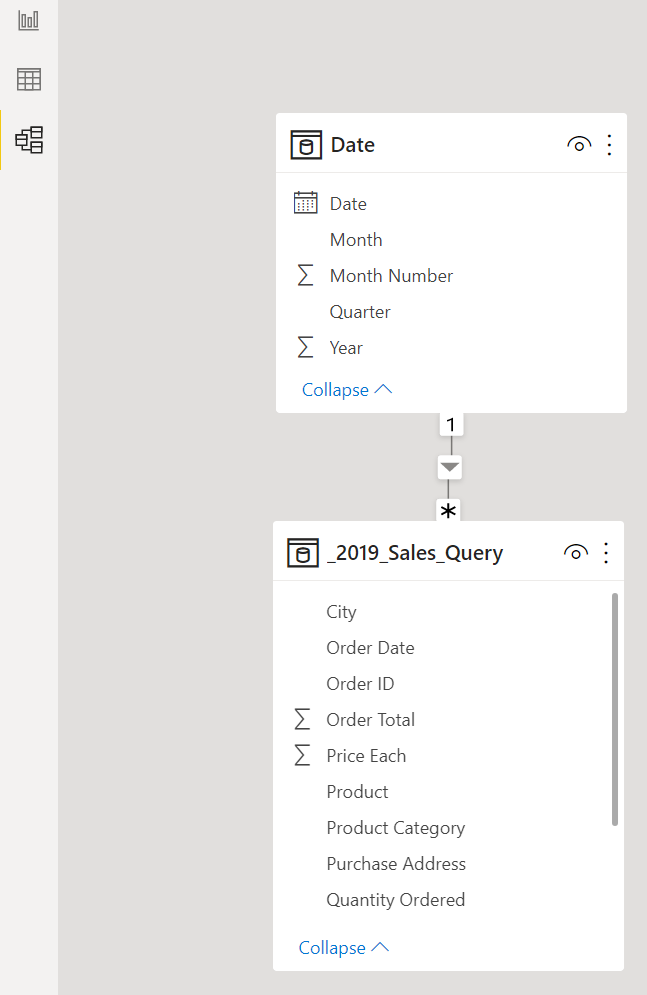 Date
Date
Month
Month Number
Quarter
Year
Collapse
1
*
_2019_Sales_Query
City
Order Date
Order ID
Order Total
Price Each
Product
Product Category
Purchase Address
Quantity Ordered
Collapse